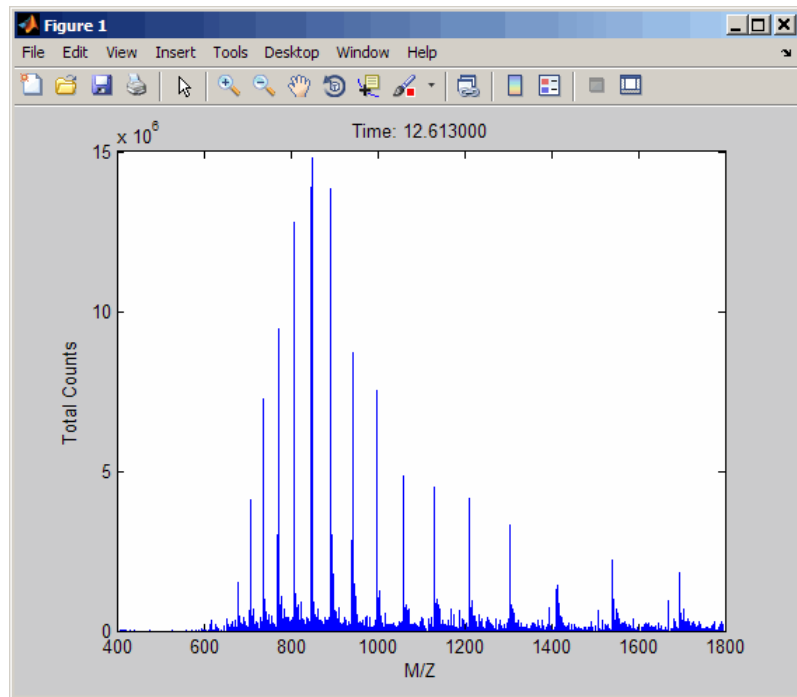 Figure 1
File Edit View Insert Tools Desktop Window Help
x 10^6
Time: 12.613000
15
10
5
0
Total Counts
400 600 800 1000 1200 1400 1600 1800
M/Z